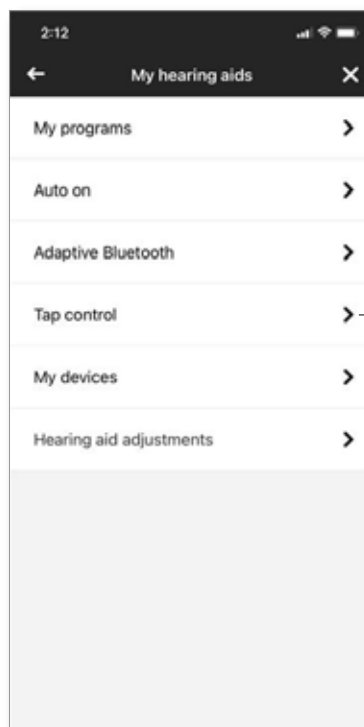 2:12
My hearing aids
My programs
Auto on
Adaptive Bluetooth
Tap control
My devices
Hearing aid adjustments